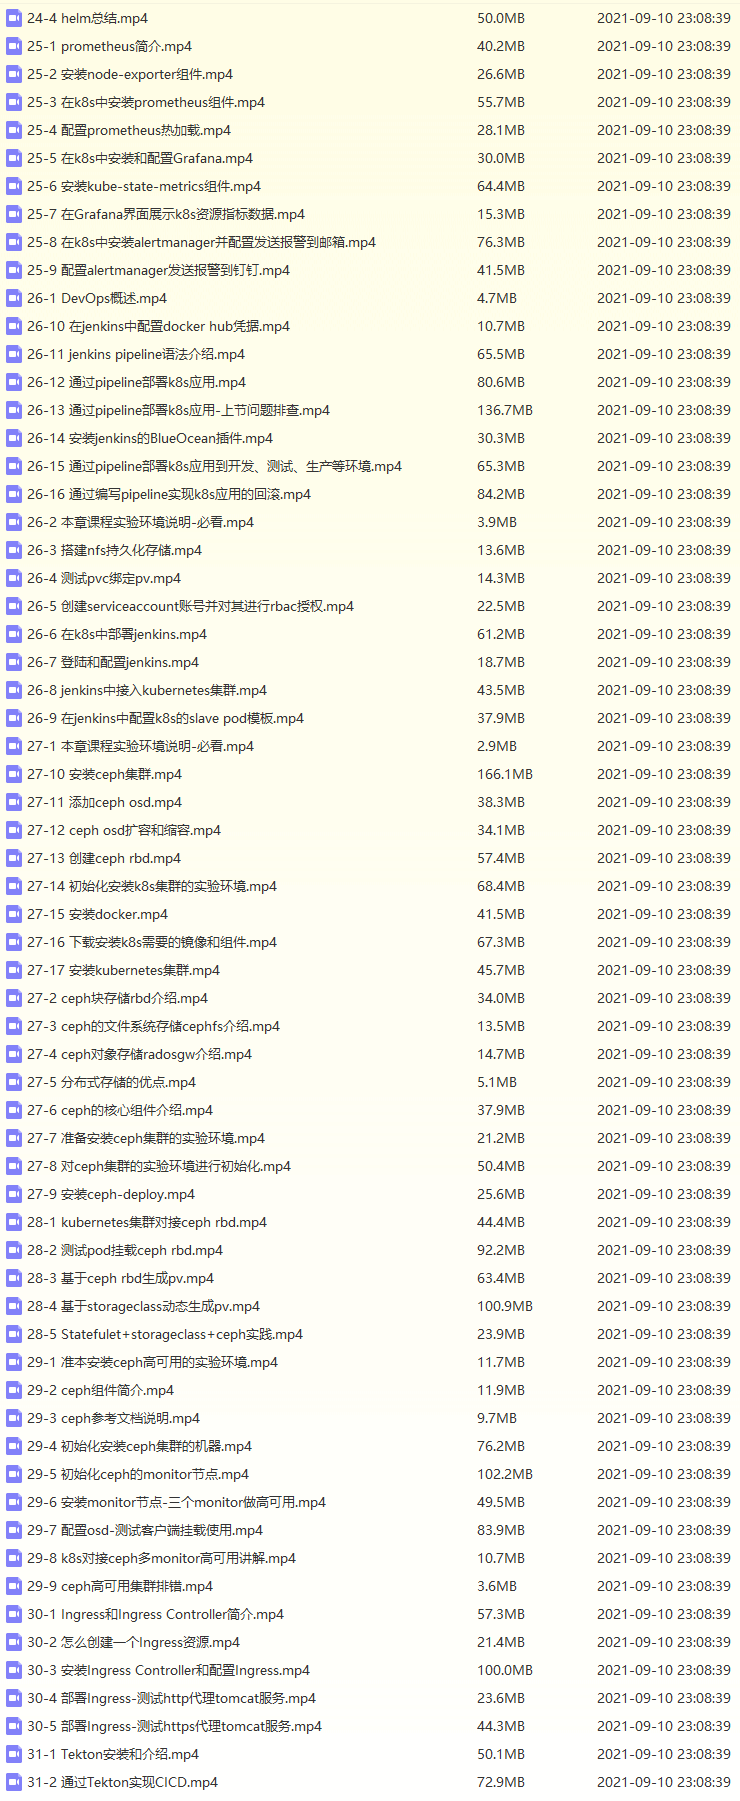 24-4 helm总结.mp4 50.0MB 2021-09-10 23:08:39
25-1 prometheus简介.mp4 40.2MB 2021-09-10 23:08:39
25-2 安装node-exporter组件.mp4 26.6MB 2021-09-10 23:08:39
25-3 在k8s中安装prometheus组件.mp4 55.7MB 2021-09-10 23:08:39
25-4 配置prometheus热加载.mp4 28.1MB 2021-09-10 23:08:39
25-5 在k8s中安装和配置Grafana.mp4 30.0MB 2021-09-10 23:08:39
25-6 安装kube-state-metrics组件.mp4 64.4MB 2021-09-10 23:08:39
25-7 在Grafana界面展示k8s资源指标数据.mp4 15.3MB 2021-09-10 23:08:39
25-8 在k8s中安装alertmanager并配置发送报警到邮箱.mp4 76.3MB 2021-09-10 23:08:39
25-9 配置alertmanager发送报警到钉钉.mp4 41.5MB 2021-09-10 23:08:39
26-1 DevOps概述.mp4 4.7MB 2021-09-10 23:08:39
26-10 在jenkins中配置docker hub凭据.mp4 10.7MB 2021-09-10 23:08:39
26-11 jenkins pipeline语法介绍.mp4 65.5MB 2021-09-10 23:08:39
26-12 通过pipeline部署k8s应用.mp4 80.6MB 2021-09-10 23:08:39
26-13 通过pipeline部署k8s应用-上节问题排查.mp4 136.7MB 2021-09-10 23:08:39
26-14 安装jenkins的BlueOcean插件.mp4 30.3MB 2021-09-10 23:08:39
26-15 通过pipeline部署k8s应用到开发、测试、生产等环境.mp4 65.3MB 2021-09-10 23:08:39
26-16 通过编写pipeline实现k8s应用的回滚.mp4 84.2MB 2021-09-10 23:08:39
26-2 本章课程实验环境说明-必看.mp4 3.9MB 2021-09-10 23:08:39
26-3 搭建nfs持久化存储.mp4 13.6MB 2021-09-10 23:08:39
26-4 测试pvc绑定pv.mp4 14.3MB 2021-09-10 23:08:39
26-5 创建serviceaccount账号并对其进行rbac授权.mp4 22.5MB 2021-09-10 23:08:39
26-6 在k8s中部署jenkins.mp4 61.2MB 2021-09-10 23:08:39
26-7 登陆和配置jenkins.mp4 18.7MB 2021-09-10 23:08:39
26-8 jenkins中接入kubernetes集群.mp4 43.5MB 2021-09-10 23:08:39
26-9 在jenkins中配置k8s的slave pod模板.mp4 37.9MB 2021-09-10 23:08:39
27-1 本章课程实验环境说明-必看.mp4 2.9MB 2021-09-10 23:08:39
27-10 安装ceph集群.mp4 166.1MB 2021-09-10 23:08:39
27-11 添加ceph osd.mp4 38.3MB 2021-09-10 23:08:39
27-12 ceph osd扩容和缩容.mp4 34.1MB 2021-09-10 23:08:39
27-13 创建ceph rbd.mp4 57.4MB 2021-09-10 23:08:39
27-14 初始化安装k8s集群的实验环境.mp4 68.4MB 2021-09-10 23:08:39
27-15 安装docker.mp4 41.5MB 2021-09-10 23:08:39
27-16 下载安装k8s需要的镜像和组件.mp4 67.3MB 2021-09-10 23:08:39
27-17 安装kubernetes集群.mp4 45.7MB 2021-09-10 23:08:39
27-2 ceph块存储rbd介绍.mp4 34.0MB 2021-09-10 23:08:39
27-3 ceph的文件系统存储cephfs介绍.mp4 13.5MB 2021-09-10 23:08:39
27-4 ceph对象存储radosgw介绍.mp4 14.7MB 2021-09-10 23:08:39
27-5 分布式存储的优点.mp4 5.1MB 2021-09-10 23:08:39
27-6 ceph的核心组件介绍.mp4 37.9MB 2021-09-10 23:08:39
27-7 准备安装ceph集群的实验环境.mp4 21.2MB 2021-09-10 23:08:39
27-8 对ceph集群的实验环境进行初始化.mp4 50.4MB 2021-09-10 23:08:39
27-9 安装ceph-deploy.mp4 25.6MB 2021-09-10 23:08:39
28-1 kubernetes集群对接ceph rbd.mp4 44.4MB 2021-09-10 23:08:39
28-2 测试pod挂载ceph rbd.mp4 92.2MB 2021-09-10 23:08:39
28-3 基于ceph rbd生成pv.mp4 63.4MB 2021-09-10 23:08:39
28-4 基于storageclass动态生成pv.mp4 100.9MB 2021-09-10 23:08:39
28-5 Statefulet+storageclass+ceph实践.mp4 23.9MB 2021-09-10 23:08:39
29-1 准本安装ceph高可用的实验环境.mp4 11.7MB 2021-09-10 23:08:39
29-2 ceph组件简介.mp4 11.9MB 2021-09-10 23:08:39
29-3 ceph参考文档说明.mp4 9.7MB 2021-09-10 23:08:39
29-4 初始化安装ceph集群的机器.mp4 76.2MB 2021-09-10 23:08:39
29-5 初始化ceph的monitor节点.mp4 102.2MB 2021-09-10 23:08:39
29-6 安装monitor节点-三个monitor做高可用.mp4 49.5MB 2021-09-10 23:08:39
29-7 配置osd-测试客户端挂载使用.mp4 83.9MB 2021-09-10 23:08:39
29-8 k8s对接ceph多monitor高可用讲解.mp4 10.7MB 2021-09-10 23:08:39
29-9 ceph高可用集群排错.mp4 3.6MB 2021-09-10 23:08:39
30-1 Ingress和Ingress Controller简介.mp4 57.3MB 2021-09-10 23:08:39
30-2 怎么创建一个Ingress资源.mp4 21.4MB 2021-09-10 23:08:39
30-3 安装Ingress Controller和配置Ingress.mp4 100.0MB 2021-09-10 23:08:39
30-4 部署Ingress-测试http代理tomcat服务.mp4 23.6MB 2021-09-10 23:08:39
30-5 部署Ingress-测试https代理tomcat服务.mp4 44.3MB 2021-09-10 23:08:39
31-1 Tekton安装和介绍.mp4 50.1MB 2021-09-10 23:08:39
31-2 通过Tekton实现CICD.mp4 72.9MB 2021-09-10 23:08:39